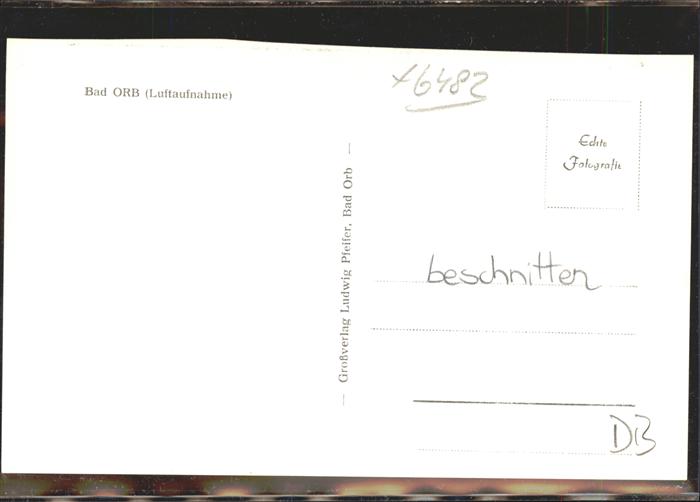 Bad ORB (Luftaufnahme)
x6482
Echte
Fotografie
— Großverlag Ludwig Pfeifer, Bad Orb —
beschnitten
DB